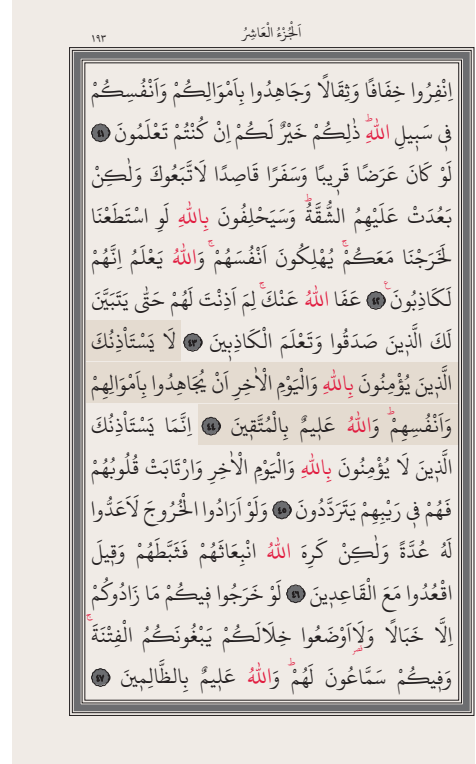 اَلْجُزْءُ الْعَاشِرُ
١٩٣
اِنْفِرُوا خِفَافًا وَثِقَالًا وَجَاهِدُوا بِاَمْوَالِكُمْ وَاَنْفُسِكُمْ
فٖى سَبٖيلِ اللّٰهِؕ ذٰلِكُمْ خَيْرٌ لَكُمْ اِنْ كُنْتُمْ تَعْلَمُونَ ﴿٤١﴾
لَوْ كَانَ عَرَضًا قَرٖيبًا وَسَفَرًا قَاصِدًا لَاتَّبَعُوكَ وَلٰكِنْ
بَعُدَتْ عَلَيْهِمُ الشُّقَّةُؕ وَسَيَحْلِفُونَ بِاللّٰهِ لَوِ اسْتَطَعْنَا
لَخَرَجْنَا مَعَكُمْۚ يُهْلِكُونَ اَنْفُسَهُمْۚ وَاللّٰهُ يَعْلَمُ اِنَّهُمْ
لَكَاذِبُونَ ﴿٤٢﴾ عَفَا اللّٰهُ عَنْكَۚ لِمَ اَذِنْتَ لَهُمْ حَتّٰى يَتَبَيَّنَ
لَكَ الَّذٖينَ صَدَقُوا وَتَعْلَمَ الْكَاذِبٖينَ ﴿٤٣﴾ لَا يَسْتَاْذِنُكَ
الَّذٖينَ يُؤْمِنُونَ بِاللّٰهِ وَالْيَوْمِ الْاٰخِرِ اَنْ يُجَاهِدُوا بِاَمْوَالِهِمْ
وَاَنْفُسِهِمْؕ وَاللّٰهُ عَلٖيمٌ بِالْمُتَّقٖينَ ﴿٤٤﴾ اِنَّمَا يَسْتَاْذِنُكَ
الَّذٖينَ لَا يُؤْمِنُونَ بِاللّٰهِ وَالْيَوْمِ الْاٰخِرِ وَارْتَابَتْ قُلُوبُهُمْ
فَهُمْ فٖى رَيْبِهِمْ يَتَرَدَّدُونَ ﴿٤٥﴾ وَلَوْ اَرَادُوا الْخُرُوجَ لَاَعَدُّوا
لَهُ عُدَّةً وَلٰكِنْ كَرِهَ اللّٰهُ انْبِعَاثَهُمْ فَثَبَّطَهُمْ وَقٖيلَ
اقْعُدُوا مَعَ الْقَاعِدٖينَ ﴿٤٦﴾ لَوْ خَرَجُوا فٖيكُمْ مَا زَادُوكُمْ
اِلَّا خَبَالًا وَلَا۬اَوْضَعُوا خِلَالَكُمْ يَبْغُونَكُمُ الْفِتْنَةَۚ
وَفٖيكُمْ سَمَّاعُونَ لَهُمْؕ وَاللّٰهُ عَلٖيمٌ بِالظَّالِمٖينَ ﴿٤٧﴾